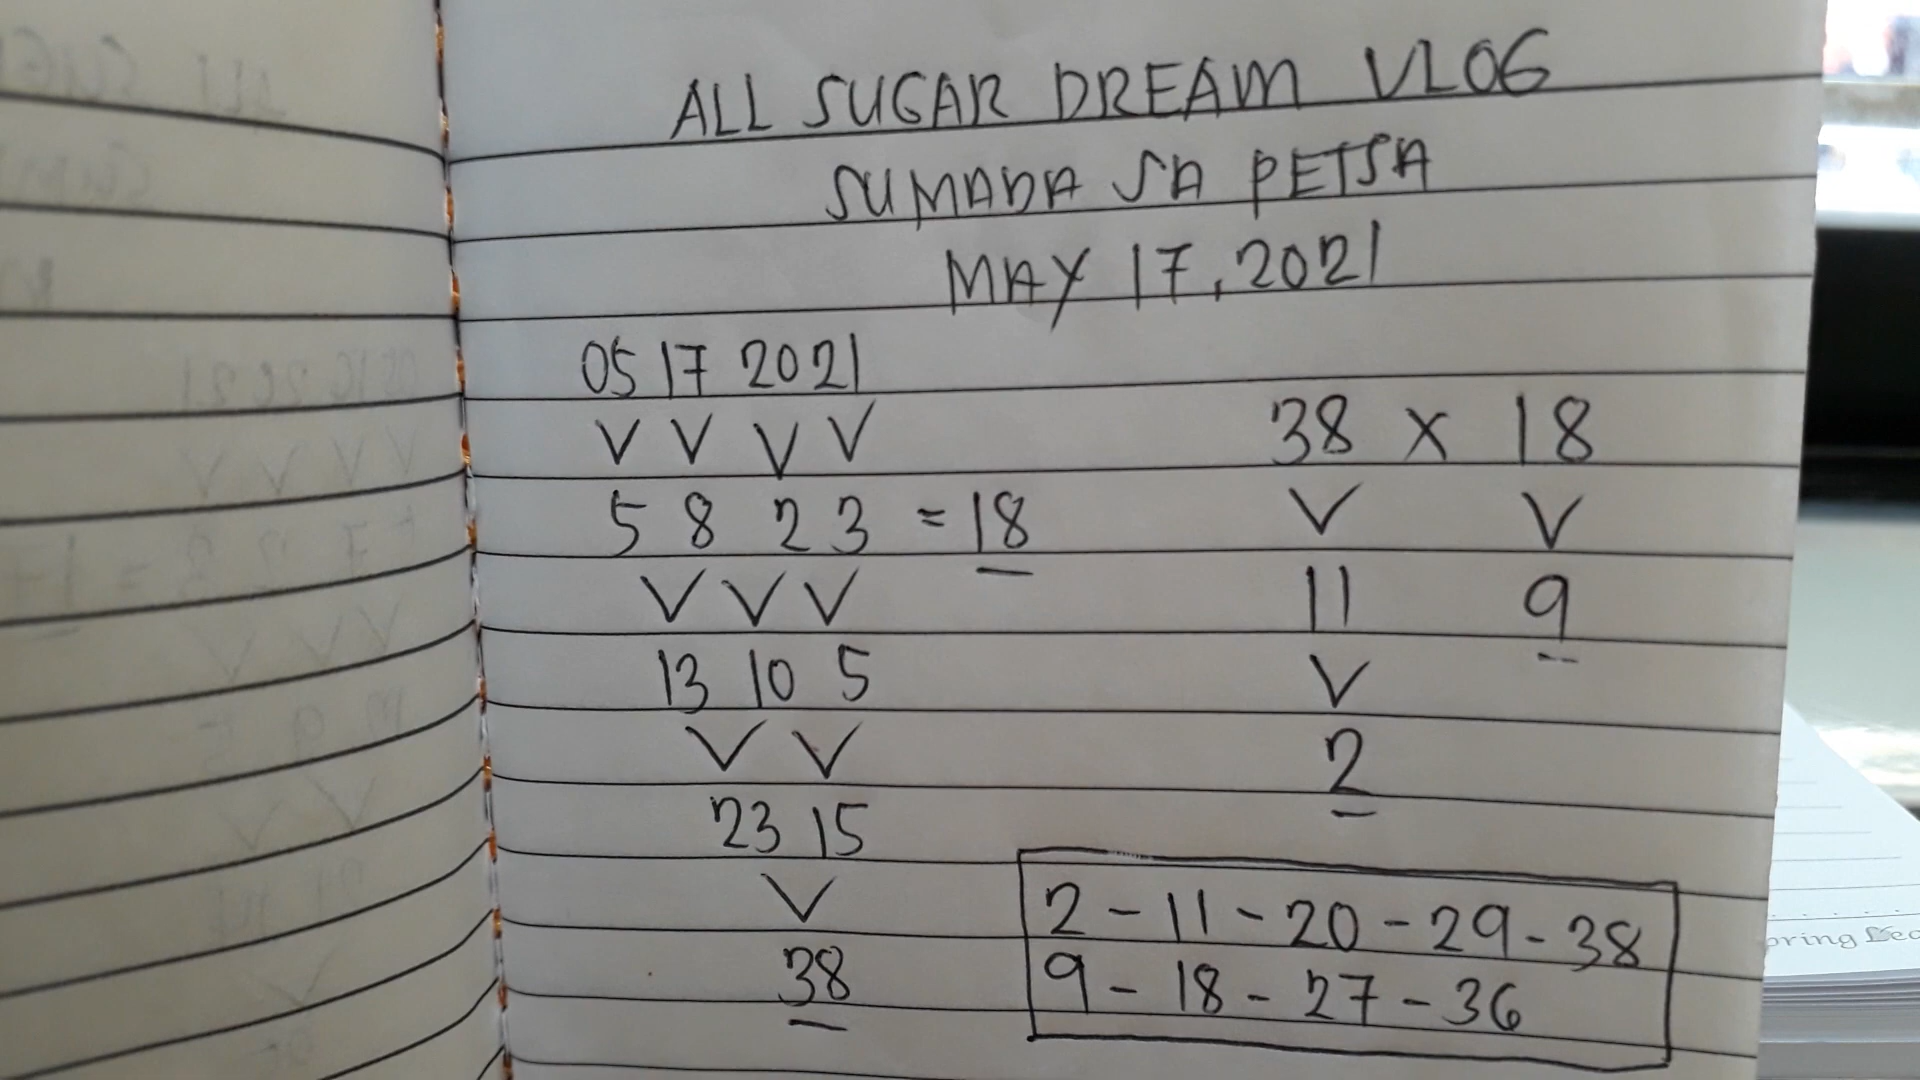 ALL SUGAR DREAM VLOG
SUMADA SA PETSA
MAY 17, 2021
05 17 2021
V V V V
5 8 2 3 = 18
V V V
13 10 5
V V
23 15
V
38
38 X 18
V V
11 9
V
2
2 - 11 - 20 - 29 - 38
9 - 18 - 27 - 36